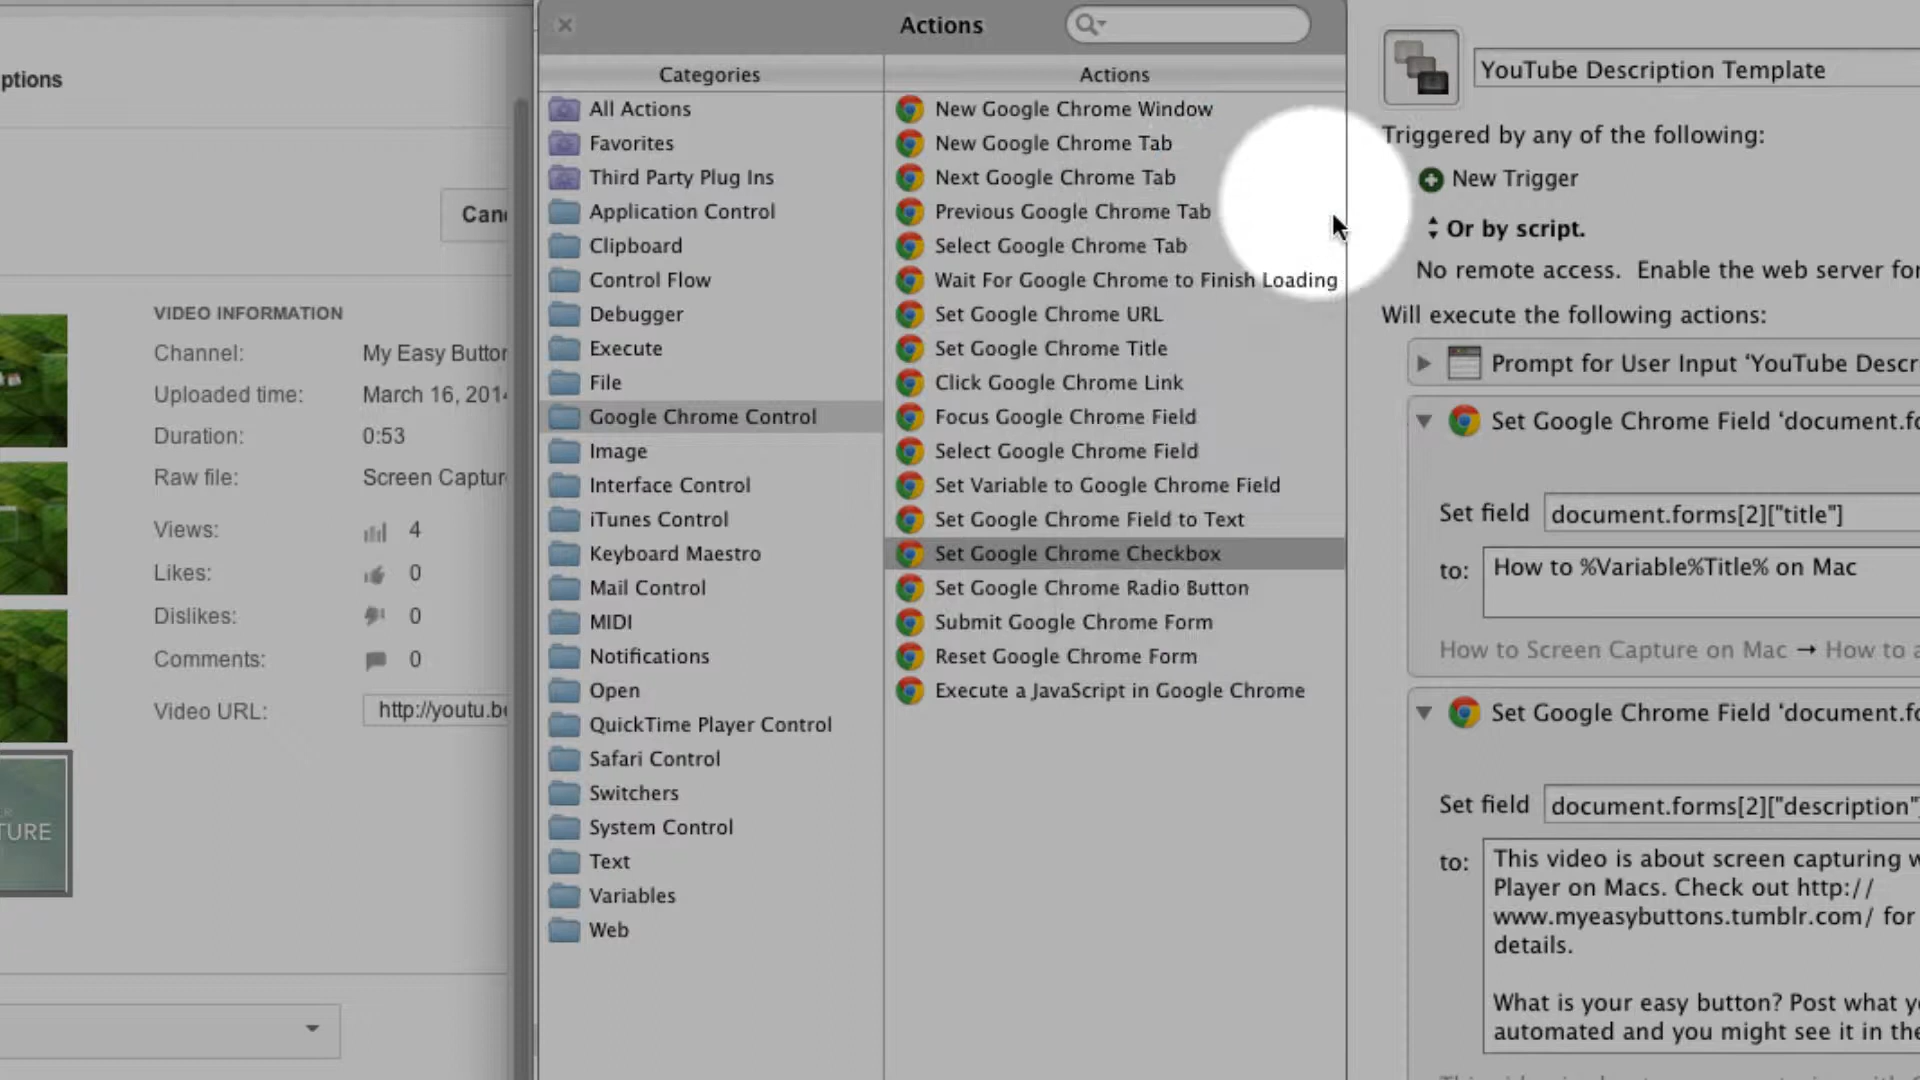 ptions
Can
VIDEO INFORMATION
Channel: My Easy Button
Uploaded time: March 16, 2014
Duration: 0:53
Raw file: Screen Captur
Views: 4
Likes: 0
Dislikes: 0
Comments: 0
Video URL: http://youtu.be
TURE
Actions
Categories
All Actions
Favorites
Third Party Plug Ins
Application Control
Clipboard
Control Flow
Debugger
Execute
File
Google Chrome Control
Image
Interface Control
iTunes Control
Keyboard Maestro
Mail Control
MIDI
Notifications
Open
QuickTime Player Control
Safari Control
Switchers
System Control
Text
Variables
Web
Actions
New Google Chrome Window
New Google Chrome Tab
Next Google Chrome Tab
Previous Google Chrome Tab
Select Google Chrome Tab
Wait For Google Chrome to Finish Loading
Set Google Chrome URL
Set Google Chrome Title
Click Google Chrome Link
Focus Google Chrome Field
Select Google Chrome Field
Set Variable to Google Chrome Field
Set Google Chrome Field to Text
Set Google Chrome Checkbox
Set Google Chrome Radio Button
Submit Google Chrome Form
Reset Google Chrome Form
Execute a JavaScript in Google Chrome
YouTube Description Template
Triggered by any of the following:
New Trigger
Or by script.
No remote access. Enable the web server for
Will execute the following actions:
Prompt for User Input 'YouTube Descr
Set Google Chrome Field 'document.fo
Set field document.forms[2]["title"]
to: How to %Variable%Title% on Mac
How to Screen Capture on Mac → How to a
Set Google Chrome Field 'document.fo
Set field document.forms[2]["description"]
to: This video is about screen capturing w
Player on Macs. Check out http://
www.myeasybuttons.tumblr.com/ for
details.
What is your easy button? Post what yo
automated and you might see it in the